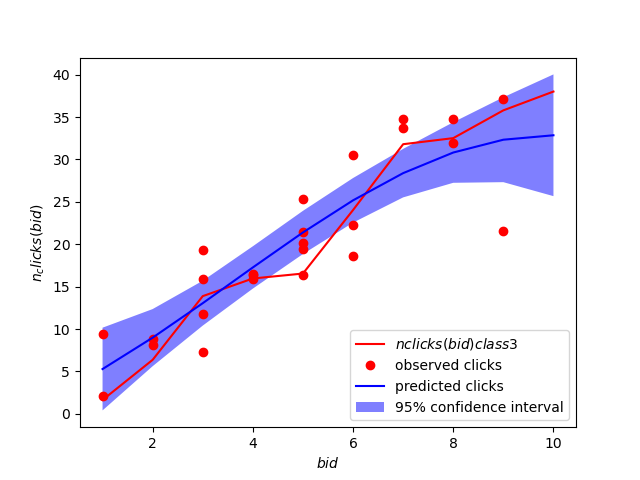 40
35
30
25
20
15
10
5
0
n_clicks(bid)
2
4
6
8
10
bid
nclicks(bid)class3
observed clicks
predicted clicks
95% confidence interval